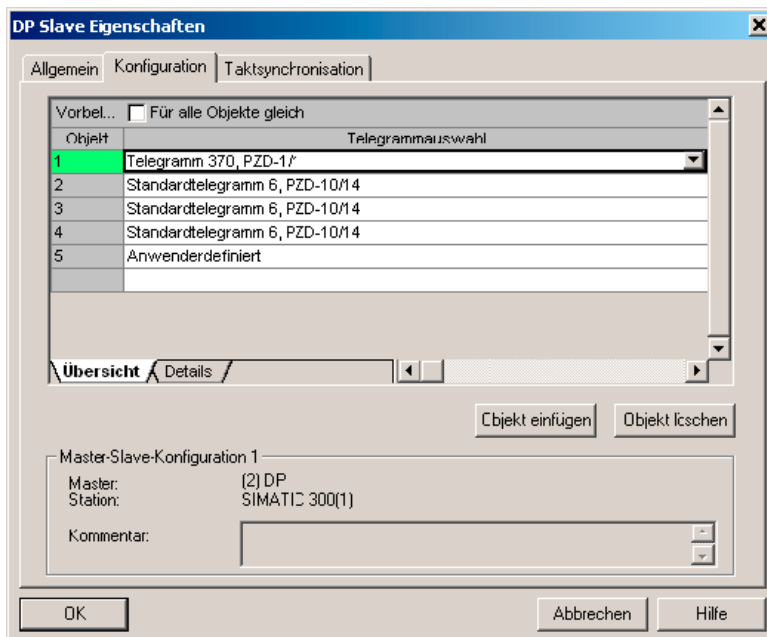 DP Slave Eigenschaften
Allgemein Konfiguration Taktsynchronisation
Vorbel... Für alle Objekte gleich
Objekt Telegrammauswahl
1 Telegramm 370, PZD-1/1
2 Standardtelegramm 6, PZD-10/14
3 Standardtelegramm 6, PZD-10/14
4 Standardtelegramm 6, PZD-10/14
5 Anwenderdefiniert
Übersicht Details
Objekt einfügen Objekt löschen
Master-Slave-Konfiguration 1
Master: (2) DP
Station: SIMATIC 300(1)
Kommentar:
OK Abbrechen Hilfe